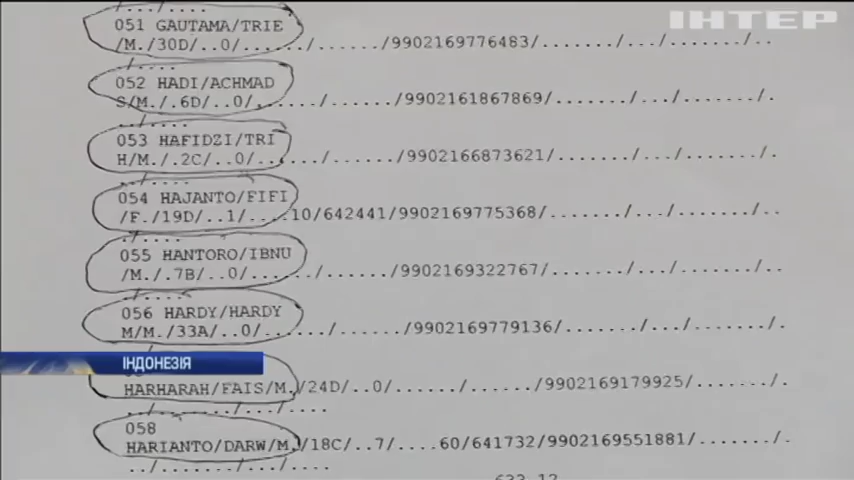 ІНТЕР
../.../....
051 GAUTAMA/TRIE
/M./30D/..0/......./....../9902169776483/......./.../......./..
./....
052 HADI/ACHMAD
S/M./.6D/..0/......./....../9902161867869/......./.../......./.
../.....
053 HAFIDZI/TRI
H/M./.2C/..0/......./....../9902166873621/......./.../......./.
../.....
054 HAJANTO/FIFI
/F./19D/..1/....10/642441/9902169775368/......./.../......./..
./....
055 HANTORO/IBNU
/M./.7B/..0/......./....../9902169322767/......./.../......./..
./.....
056 HARDY/HARDY
M/M./33A/..0/......./....../9902169779136/......./.../......./.
ІНДОНЕЗІЯ
HARHARAH/FAIS/M./24D/..0/....../....../9902169179925/......./.
../......./.../....
058
HARIANTO/DARW/M./18C/..7/....60/641732/9902169551881/......./.
../......./.../....